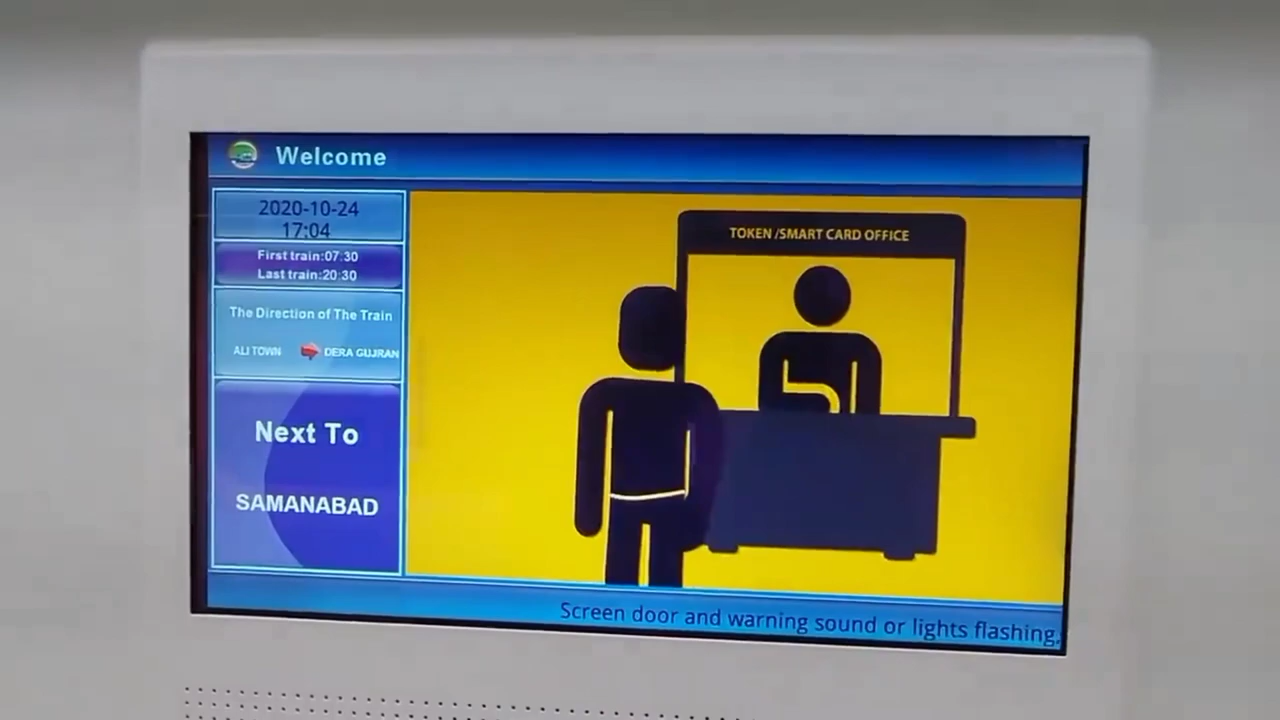 Welcome
2020-10-24
17:04
First train:07:30
Last train:20:30
The Direction of The Train
ALI TOWN DERA GUJRAN
Next To
SAMANABAD
TOKEN /SMART CARD OFFICE
Screen door and warning sound or lights flashing,